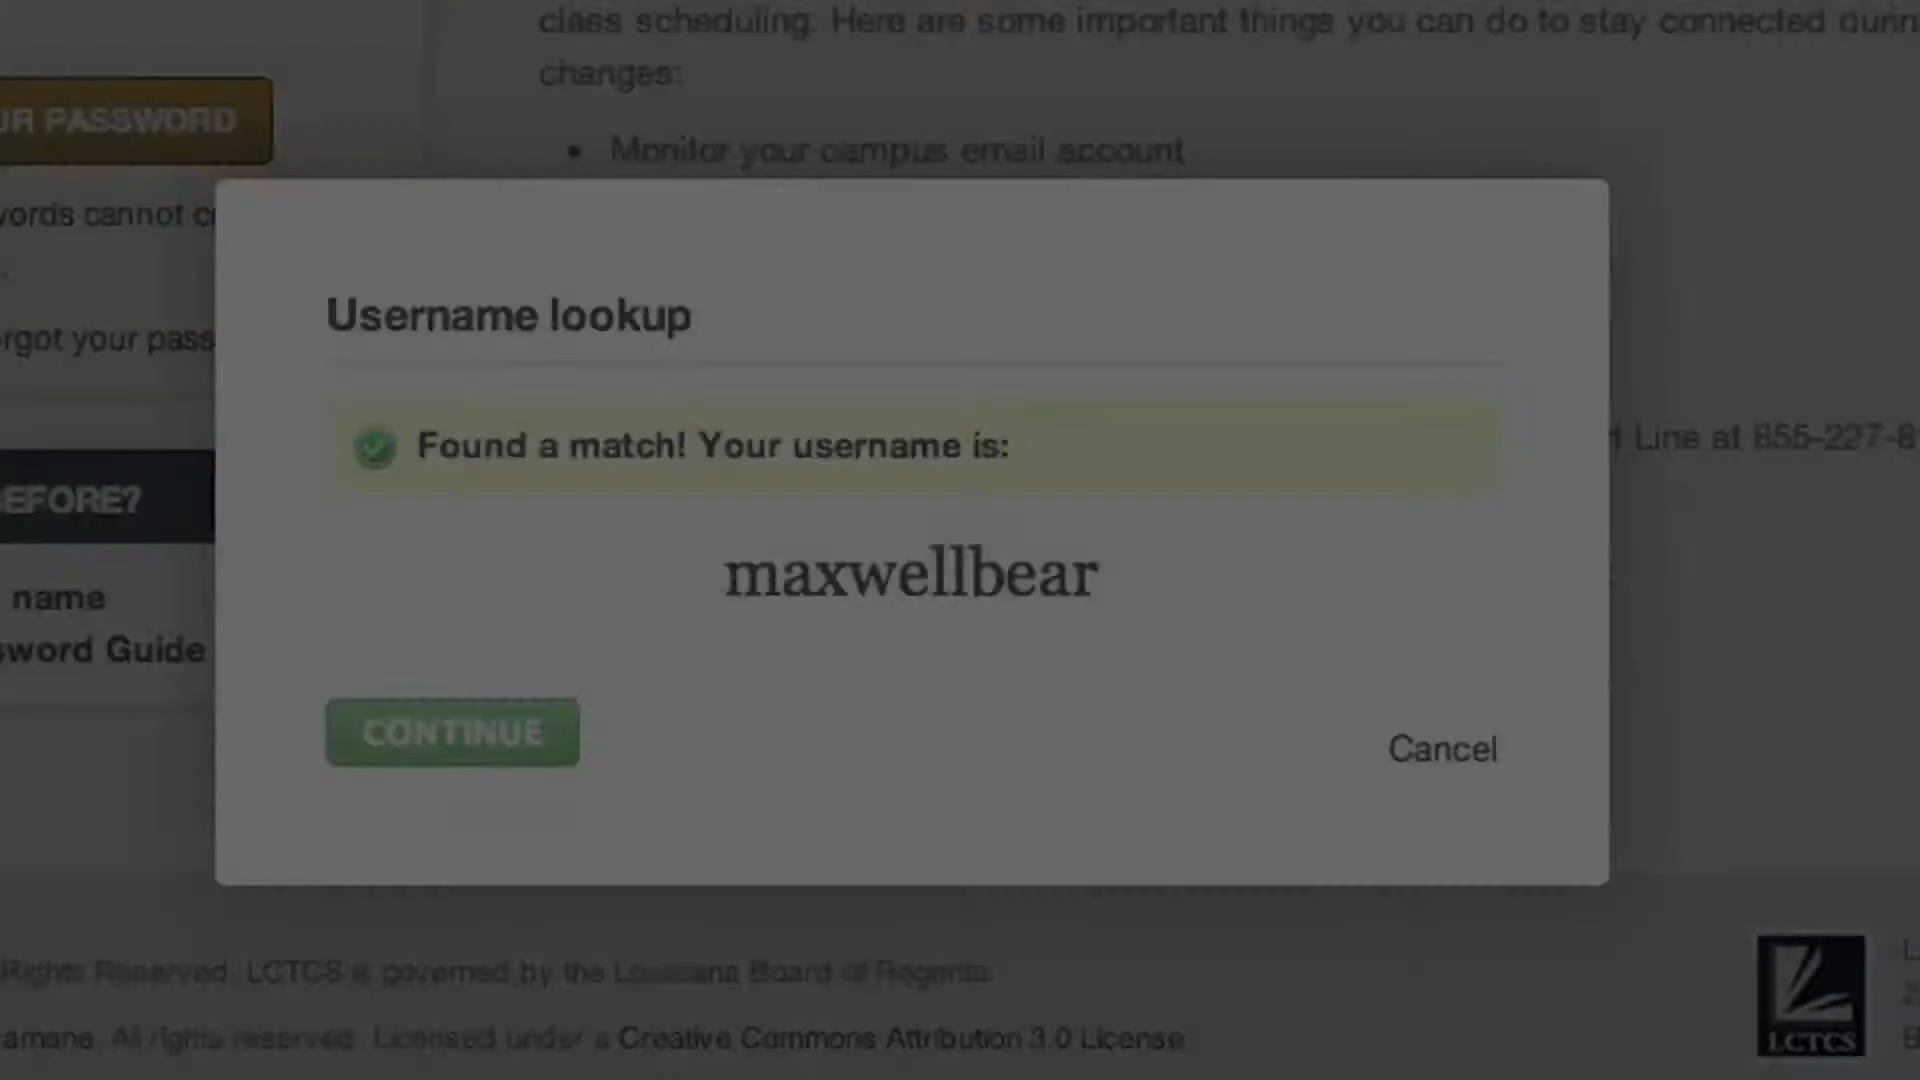 class scheduling. Here are some important things you can do to stay connected durin
changes:
UR PASSWORD
Monitor your campus email account
words cannot
rgot your pass
Username lookup
Found a match! Your username is:
1 Line at 855-227-8
EFORE?
maxwellbear
name
sword Guide
CONTINUE
Cancel
Rights Reserved. LCTCS is governed by the Louisiana Board of Regents.
amane. All rights reserved. Licensed under a Creative Commons Attribution 3.0 License
LCTCS